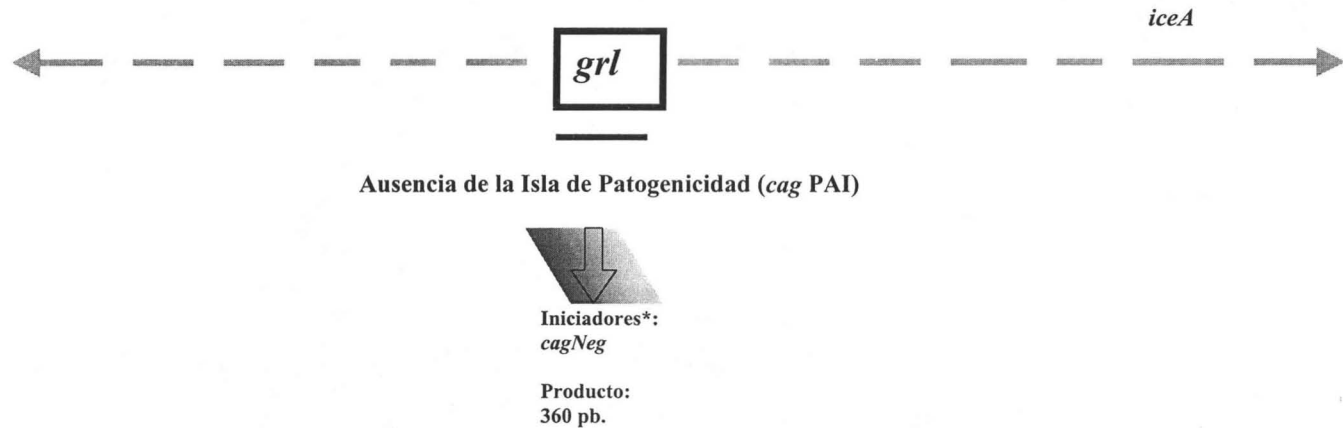 iceA
grl
Ausencia de la Isla de Patogenicidad (cag PAI)
Iniciadores*:
cagNeg
Producto:
360 pb.